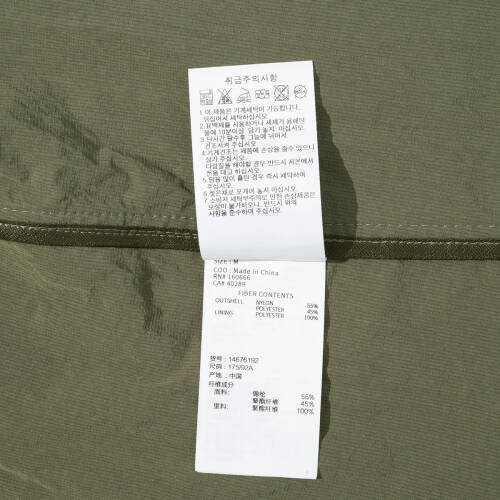 취급주의사항
1. 이 제품은 기계세탁이 가능합니다.
뒤집어서 세탁하십시오
2. 표백제를 사용하거나 세제가 용해된
물에 10분이상 담가 놓지 마십시오
3. 다시간 탈수후 그늘에 뒤여서
건조시켜 주십시오
4. 기계건조는 제품에 손상을 줄수 있으니
삼가 주십시오
다림질을 해야할 경우 반드시 저온에서
천을 대고 하십시오
5. 땀을 많이 흘린 경우 즉시 세탁하여
주십시오
6. 젖은채로 포개어 놓지 마십시오
7. 소비자 세탁부주의로 인한 손상제품은
보상이 불가하오니, 반드시 위의
사항을 준수하며 주십시오.
SIZE : M
COO : Made in China
RN# 160666
CA# 40289
FIBER CONTENTS
OUTSHELL NYLON 55%
POLYESTER 45%
LINING: POLYESTER 100%
货号 : 14676192
尺码 : 175/92A
产地 : 中国
纤维成分
面料: 锦纶 55%
聚酯纤维 45%
里料: 聚酯纤维 100%